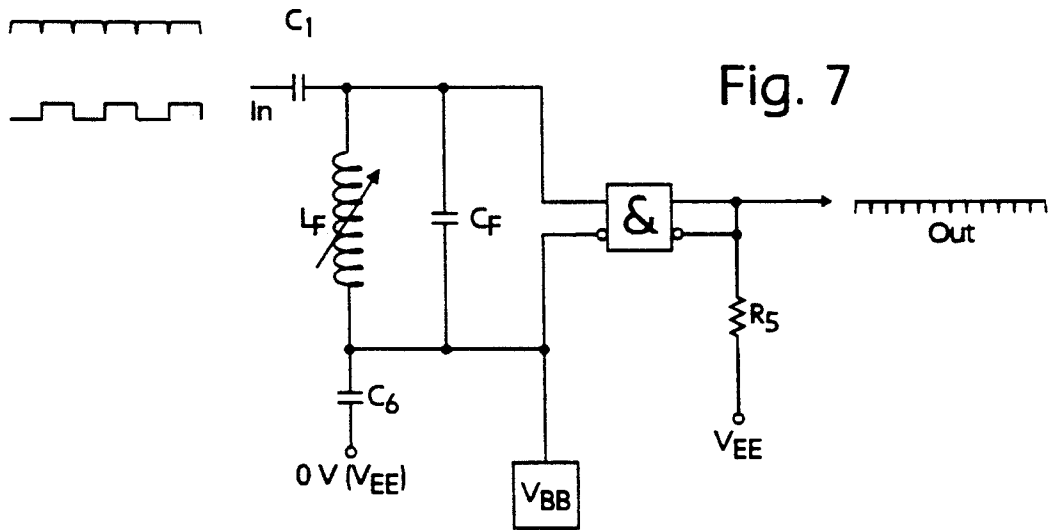 C1
Fig. 7
In
LF
CF
&
Out
R5
C6
VEE
0 V (VEE)
VBB